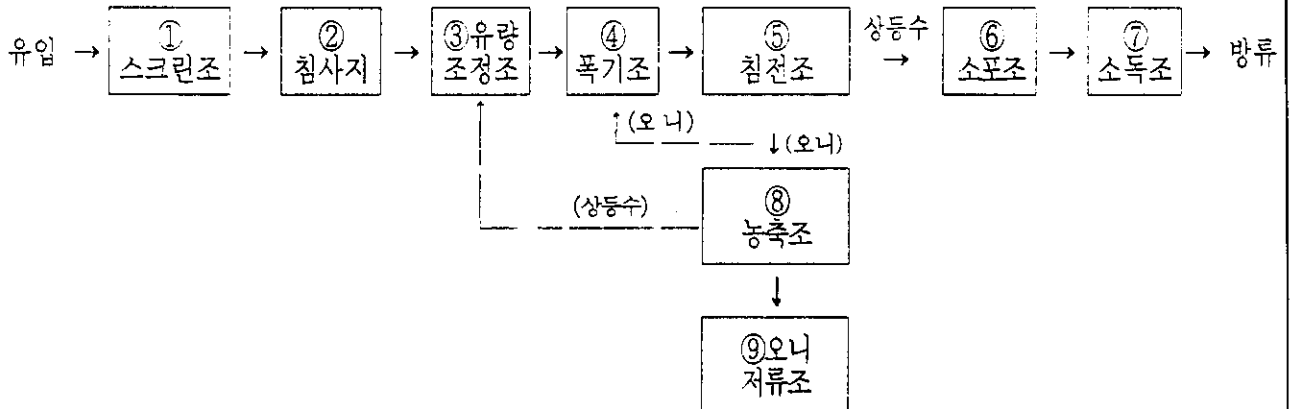 유입 → ① 스크린조 → ② 침사지 → ③유량 조정조 → ④ 폭기조 → ⑤ 침전조 상등수 → ⑥ 소포조 → ⑦ 소독조 → 방류
(오니) ↓(오니)
(상등수) ⑧ 농축조
↓
⑨오니
저류조